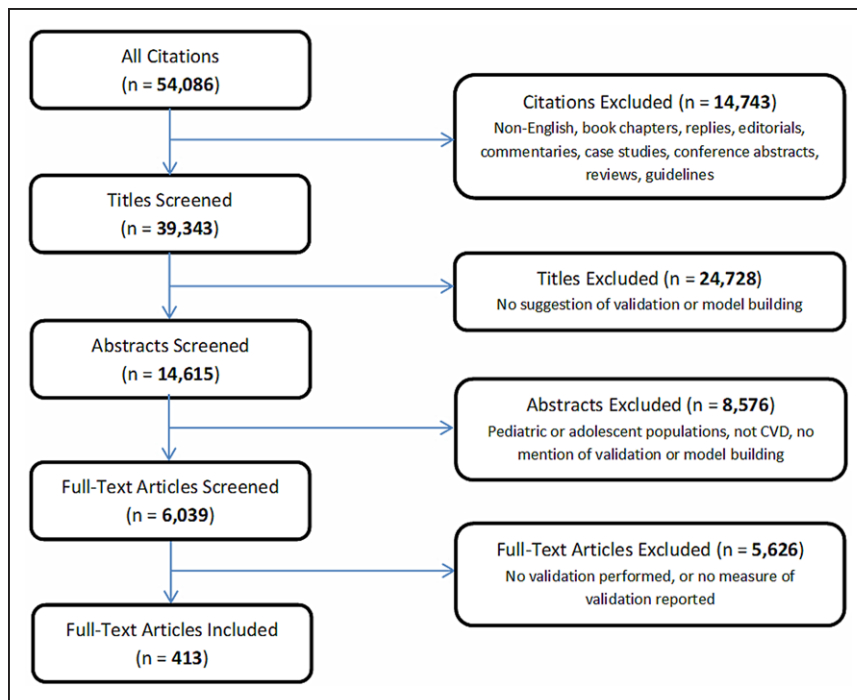 All Citations
(n = 54,086)
Citations Excluded (n = 14,743)
Non-English, book chapters, replies, editorials,
commentaries, case studies, conference abstracts,
reviews, guidelines
Titles Screened
(n = 39,343)
Titles Excluded (n = 24,728)
No suggestion of validation or model building
Abstracts Screened
(n = 14,615)
Abstracts Excluded (n = 8,576)
Pediatric or adolescent populations, not CVD, no
mention of validation or model building
Full-Text Articles Screened
(n = 6,039)
Full-Text Articles Excluded (n = 5,626)
No validation performed, or no measure of
validation reported
Full-Text Articles Included
(n = 413)